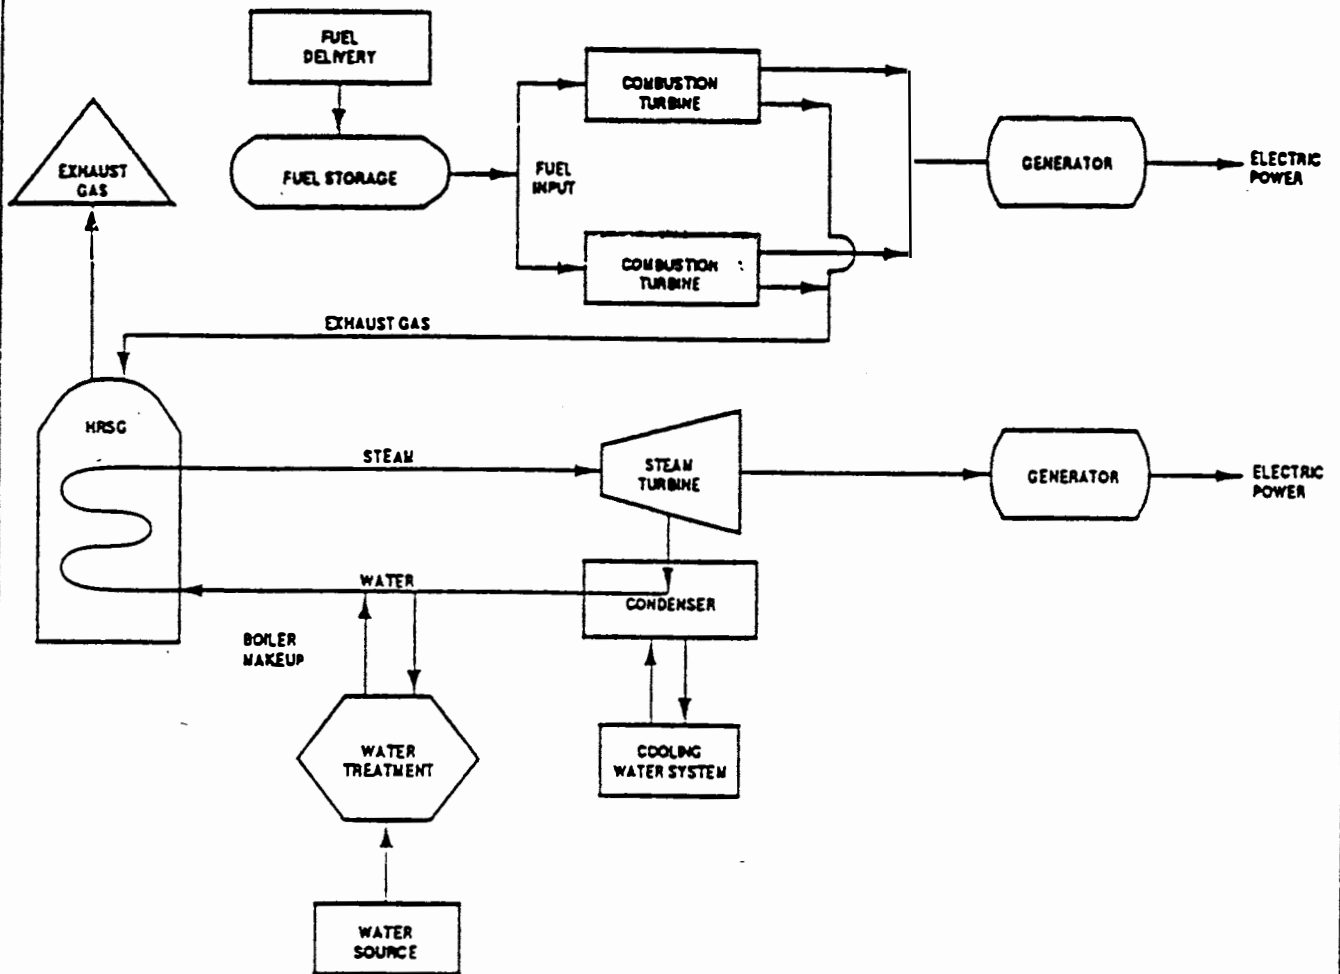 FUEL
DELIVERY
COMBUSTION
TURBINE
EXHAUST
GAS
FUEL STORAGE
FUEL
INPUT
GENERATOR
ELECTRIC
POWER
COMBUSTION
TURBINE
EXHAUST GAS
HRSG
STEAM
STEAM
TURBINE
GENERATOR
ELECTRIC
POWER
WATER
CONDENSER
BOILER
MAKEUP
WATER
TREATMENT
COOLING
WATER SYSTEM
WATER
SOURCE